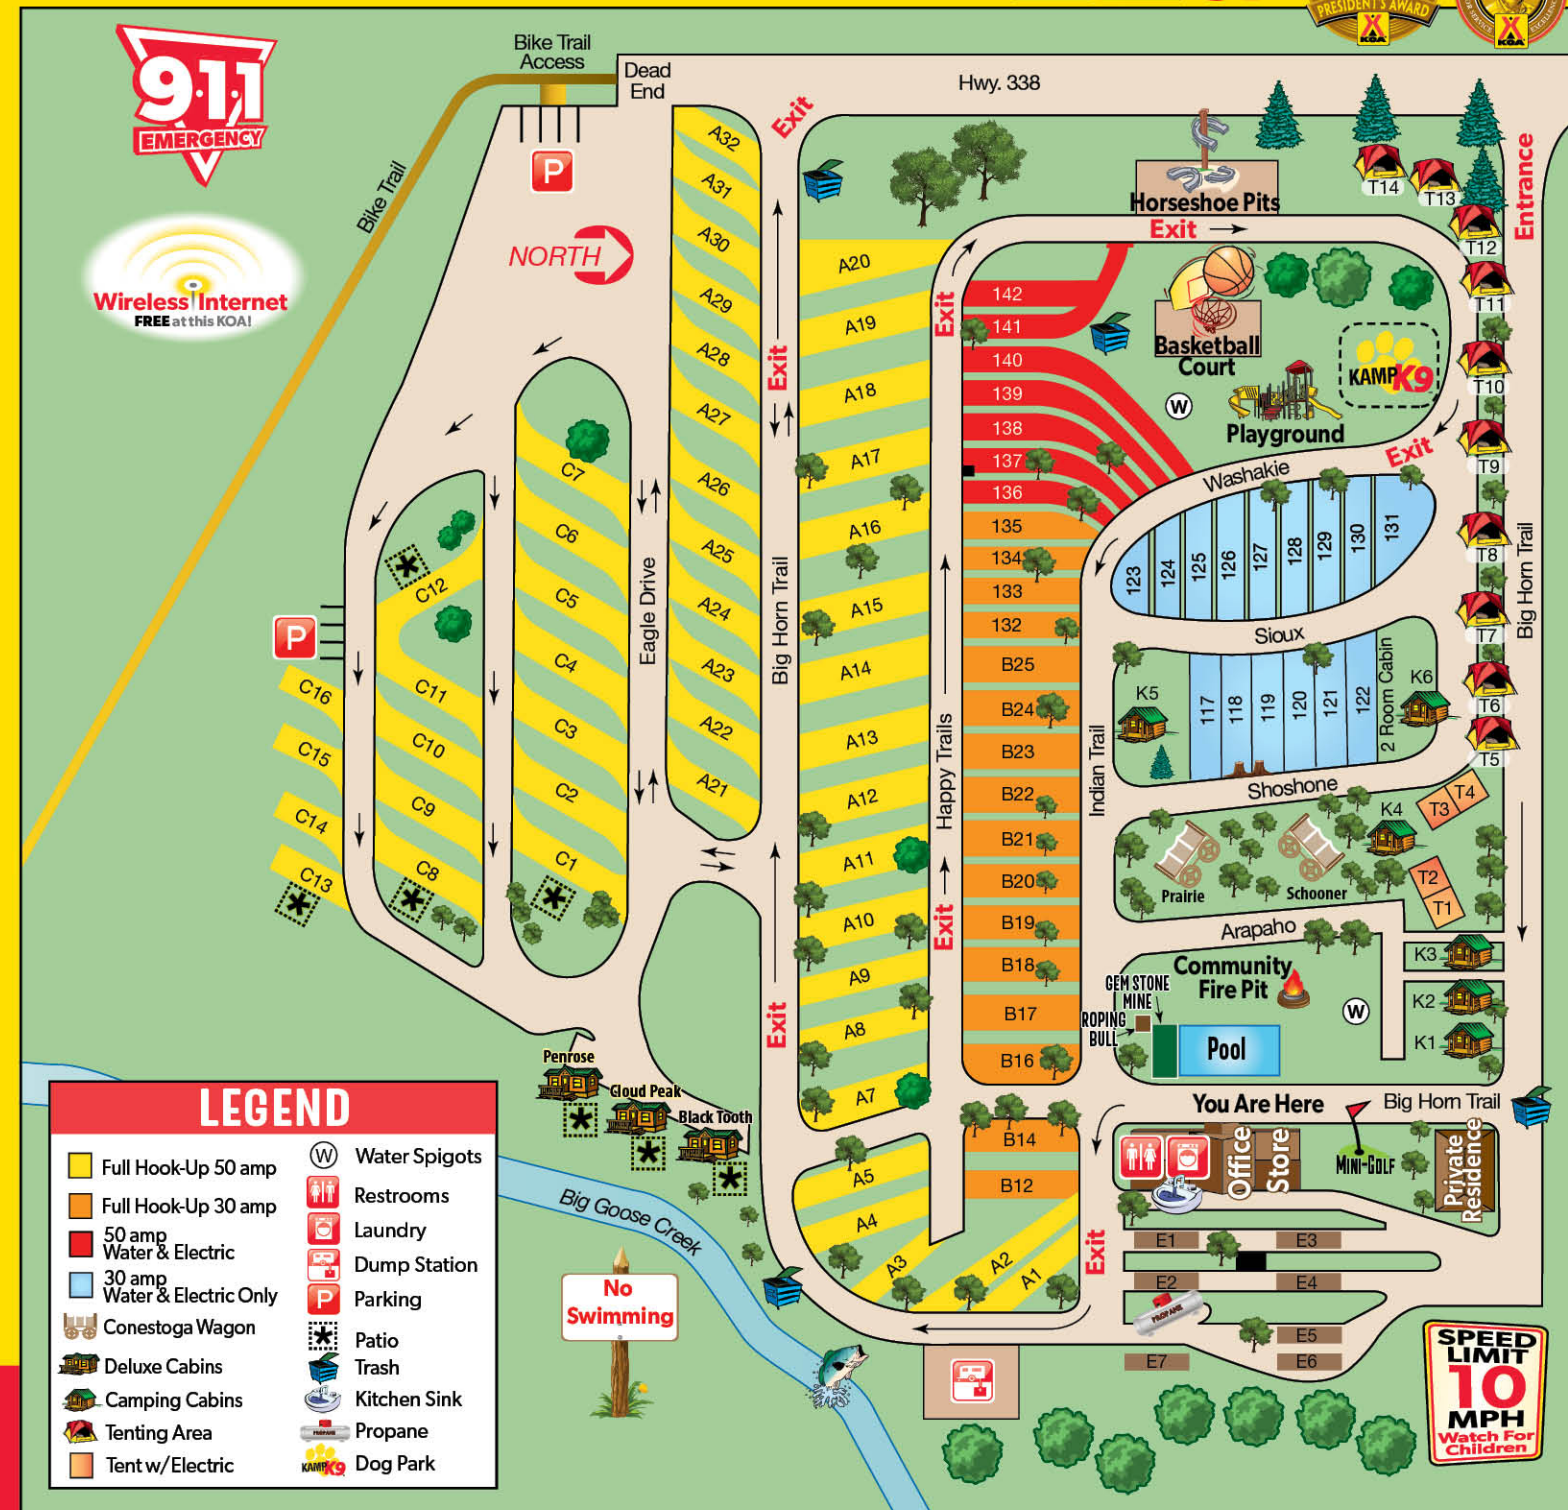 PRESIDENT'S AWARD
KOA
KOA
9·1·1
EMERGENCY
Bike Trail
Access
Dead
End
Hwy. 338
Exit
Entrance
P
Bike Trail
NORTH
Wireless Internet
FREE at this KOA!
Horseshoe Pits
Exit
T14
T13
T12
T11
T10
T9
T8
T7
T6
T5
A32
A31
A30
A29
A28
A27
A26
A25
A24
A23
A22
A21
Exit
Exit
A20
A19
A18
A17
A16
A15
A14
A13
A12
A11
A10
A9
A8
A7
A5
A4
A3
A2
A1
Exit
142
141
140
139
138
137
136
135
134
133
132
B25
B24
B23
B22
B21
B20
B19
B18
B17
B16
B14
B12
Basketball
Court
W
Playground
KAMP K9
Exit
Washakie
123
124
125
126
127
128
129
130
131
Sioux
Big Horn Trail
K5
117
118
119
120
121
122
2 Room Cabin
K6
Shoshone
T4
T3
K4
Prairie
Schooner
T2
T1
Arapaho
K3
K2
K1
Community
Fire Pit
W
GEM STONE
MINE
ROPING
BULL
Pool
C7
C6
C5
C4
C3
C2
C1
C12
C11
C10
C9
C8
P
C16
C15
C14
C13
Eagle Drive
Big Horn Trail
Happy Trails
Exit
Indian Trail
Penrose
Cloud Peak
Black Tooth
Big Goose Creek
No
Swimming
You Are Here
Big Horn Trail
Office
Store
MINI-GOLF
Private
Residence
Exit
E1
E3
E2
E4
PROPANE
E5
E7
E6
SPEED
LIMIT
10
MPH
Watch For
Children
LEGEND
Full Hook-Up 50 amp
Full Hook-Up 30 amp
50 amp
Water & Electric
30 amp
Water & Electric Only
Conestoga Wagon
Deluxe Cabins
Camping Cabins
Tenting Area
Tent w/Electric
W
Water Spigots
Restrooms
Laundry
Dump Station
P
Parking
Patio
Trash
Kitchen Sink
PROPANE
Propane
KAMP K9
Dog Park